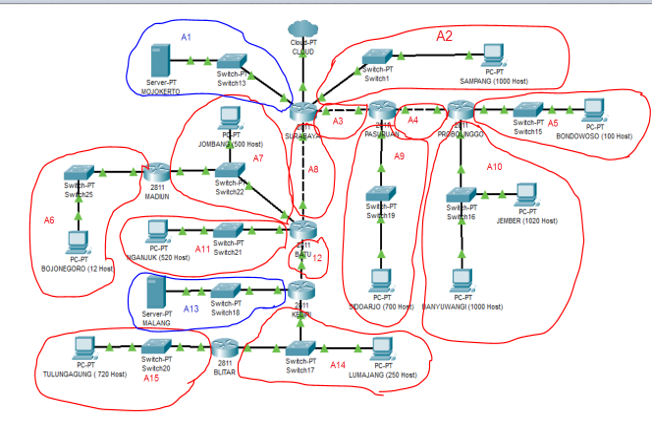 A1
Server-PT
MOJOKERTO
Switch-PT
Switch13
Cloud-PT
CLOUD
A2
Switch-PT
Switch1
PC-PT
SAMPANG (1000 Host)
2811
SURABAYA
A3
2811
PASURUAN
A4
2811
PROBOLINGGO
Switch-PT
Switch15
A5
PC-PT
BONDOWOSO (100 Host)
PC-PT
JOMBANG (500 Host)
A7
A8
A9
A10
Switch-PT
Switch25
2811
MADIUN
Switch-PT
Switch22
Switch-PT
Switch19
Switch-PT
Switch16
PC-PT
JEMBER (1020 Host)
A6
PC-PT
BOJONEGORO (12 Host)
PC-PT
NGANJUK (520 Host)
A11
Switch-PT
Switch21
2811
BATU
12
Server-PT
MALANG
A13
Switch-PT
Switch18
2811
KEDIRI
PC-PT
SIDOARJO (700 Host)
PC-PT
BANYUWANGI (1000 Host)
PC-PT
TULUNGAGUNG ( 720 Host)
Switch-PT
Switch20
A15
2811
BLITAR
Switch-PT
Switch17
A14
PC-PT
LUMAJANG (250 Host)